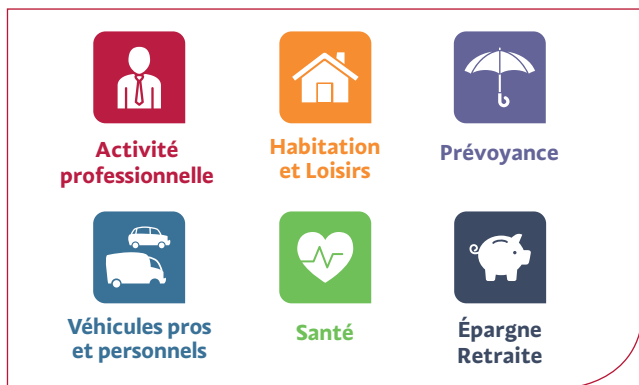 Activité
professionnelle
Habitation
et Loisirs
Prévoyance
Véhicules pros
et personnels
Santé
Épargne
Retraite